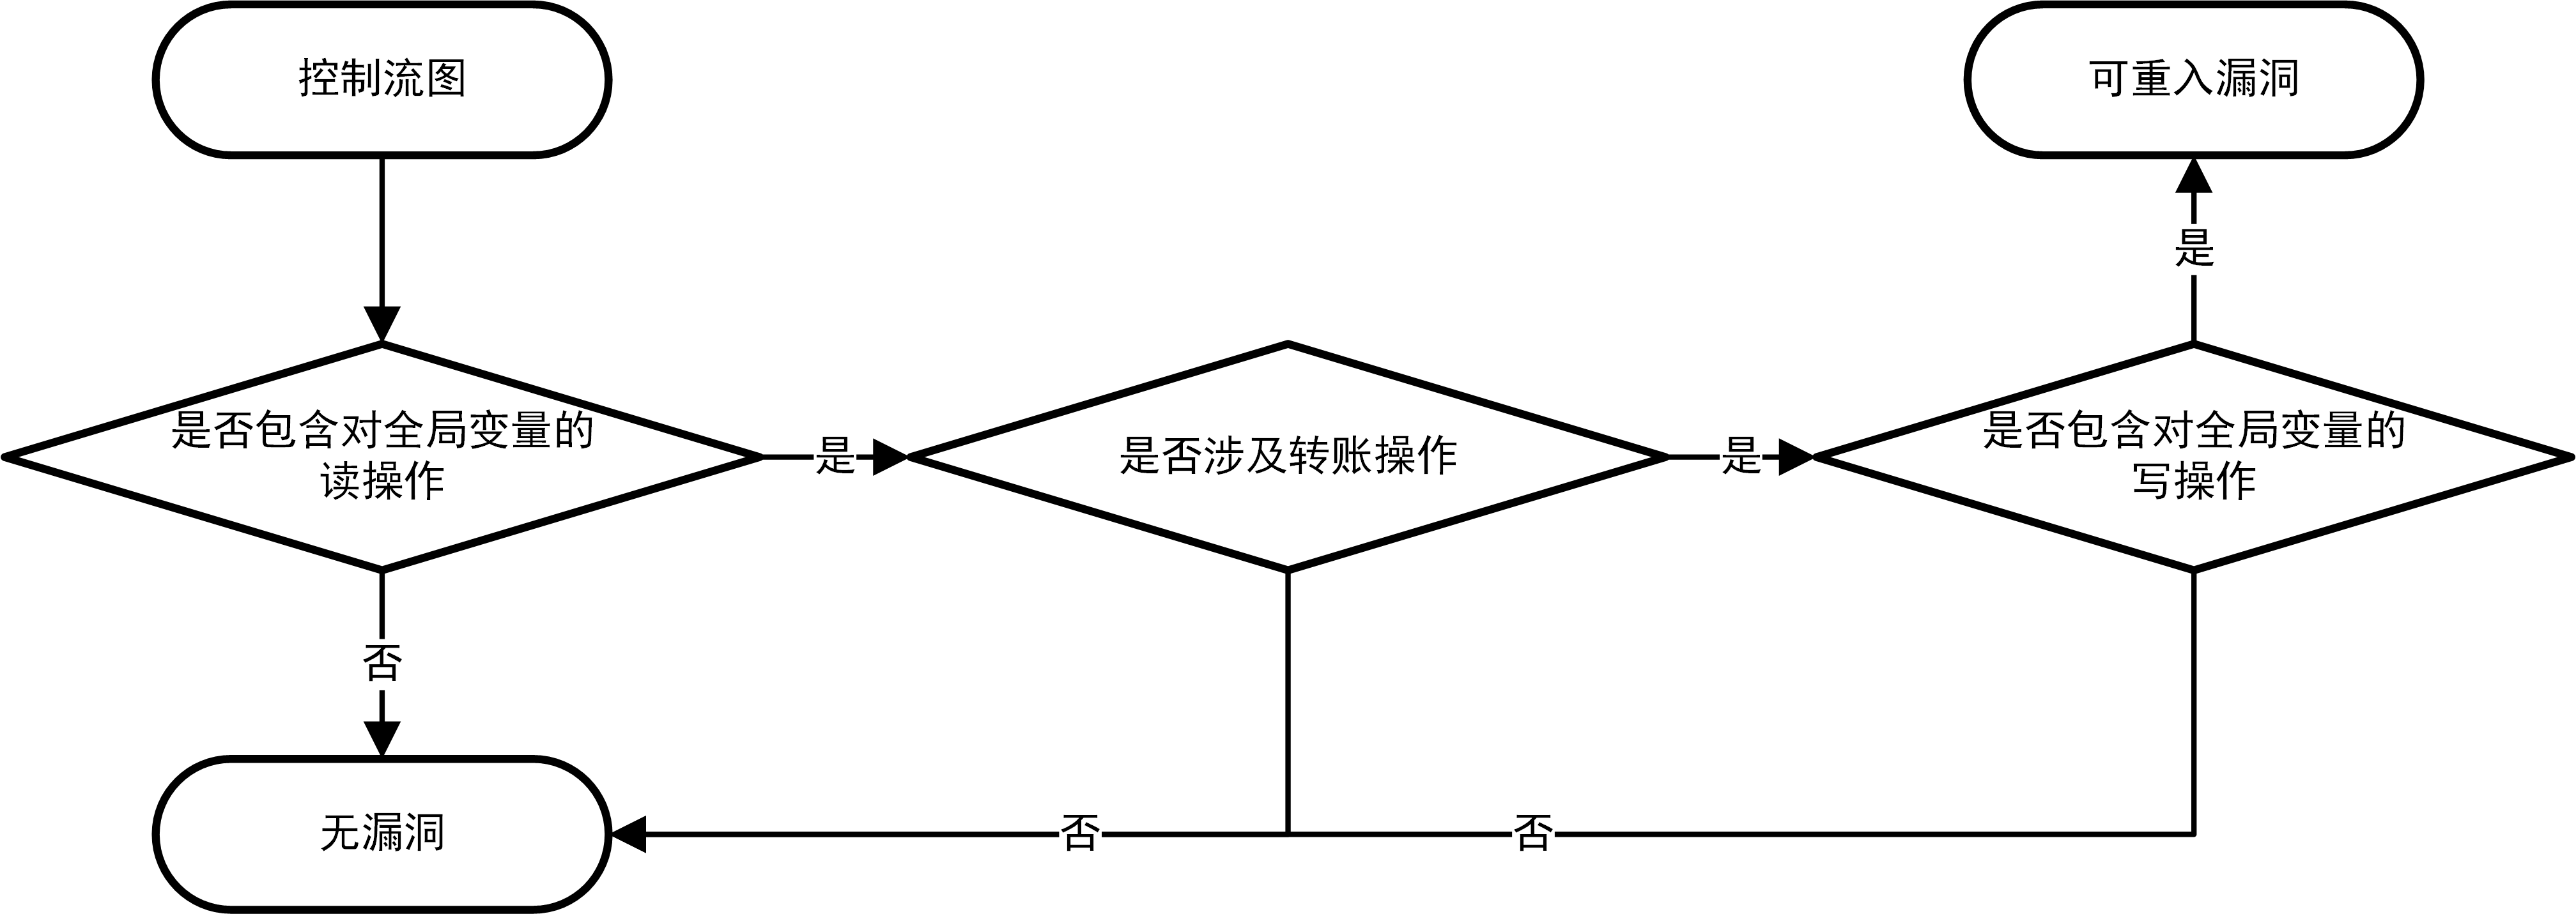 控制流图
可重入漏洞
是
是否包含对全局变量的
读操作
是
是否涉及转账操作
是
是否包含对全局变量的
写操作
否
无漏洞
否
否